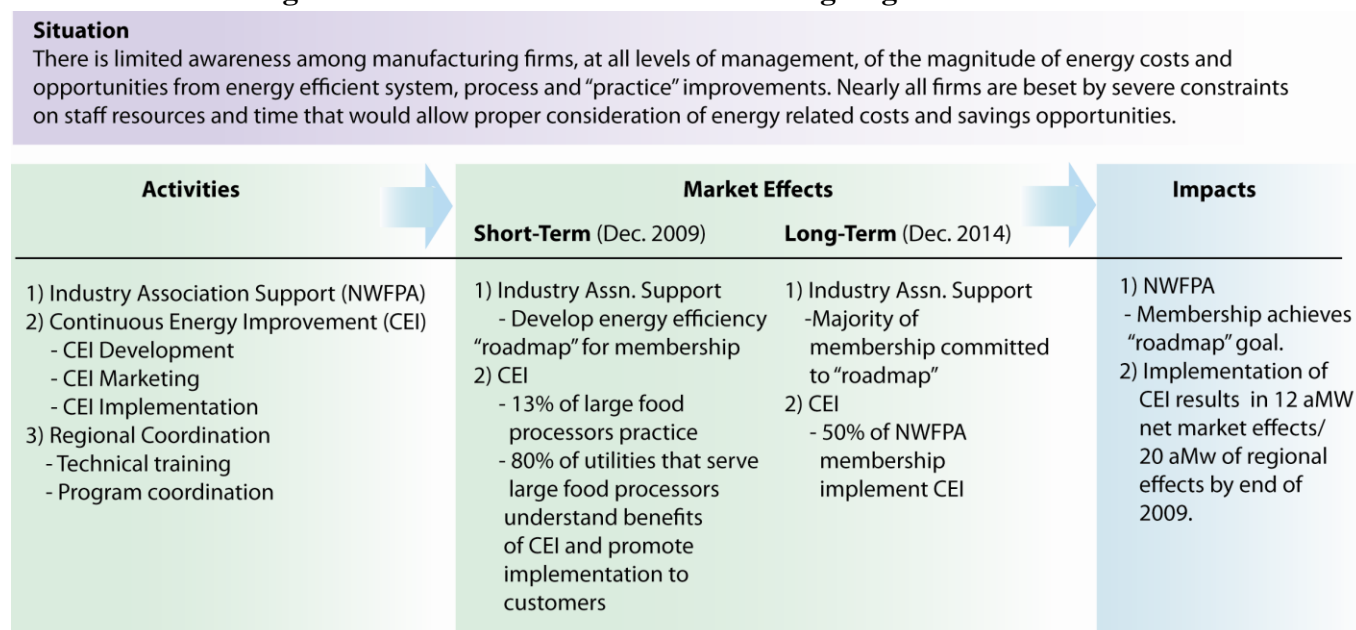 Situation
There is limited awareness among manufacturing firms, at all levels of management, of the magnitude of energy costs and
opportunities from energy efficient system, process and “practice” improvements. Nearly all firms are beset by severe constraints
on staff resources and time that would allow proper consideration of energy related costs and savings opportunities.
Activities
1) Industry Association Support (NWFPA)
2) Continuous Energy Improvement (CEI)
- CEI Development
- CEI Marketing
- CEI Implementation
3) Regional Coordination
- Technical training
- Program coordination
Market Effects
Short-Term (Dec. 2009)
1) Industry Assn. Support
- Develop energy efficiency
“roadmap” for membership
2) CEI
- 13% of large food
processors practice
- 80% of utilities that serve
large food processors
understand benefits
of CEI and promote
implementation to
customers
Long-Term (Dec. 2014)
1) Industry Assn. Support
-Majority of
membership committed
to “roadmap”
2) CEI
- 50% of NWFPA
membership
implement CEI
Impacts
1) NWFPA
- Membership achieves
“roadmap” goal.
2) Implementation of
CEI results in 12 aMW
net market effects/
20 aMw of regional
effects by end of
2009.